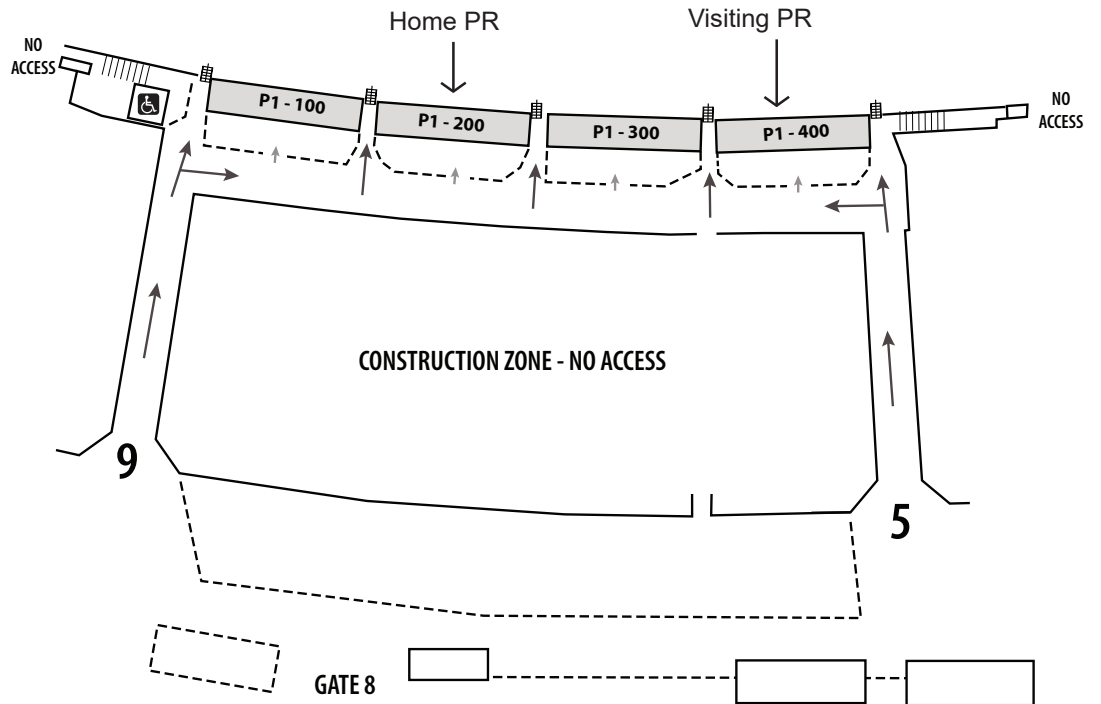 Home PR
Visiting PR
NO
ACCESS
P1 - 100
P1 - 200
P1 - 300
P1 - 400
NO
ACCESS
CONSTRUCTION ZONE - NO ACCESS
9
5
GATE 8